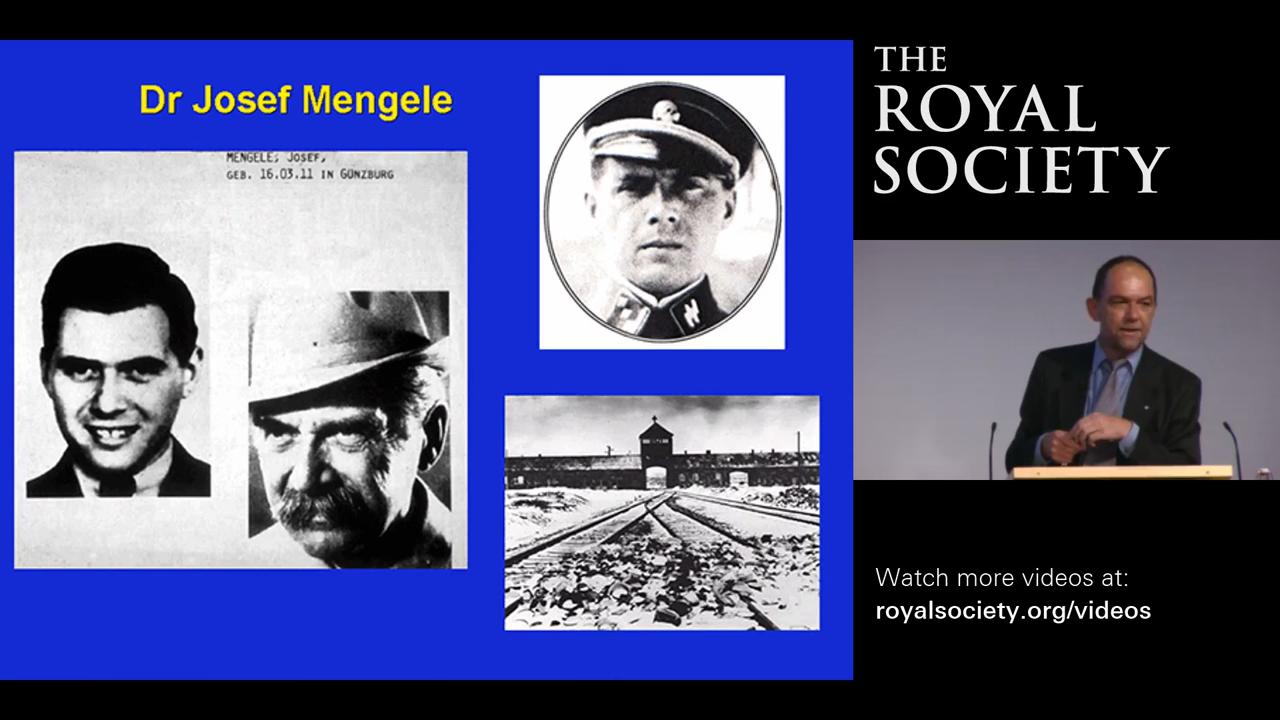 Dr Josef Mengele
MENGELE, JOSEF,
GEB. 16.03.11 IN GÜNZBURG
THE
ROYAL
SOCIETY
Watch more videos at:
royalsociety.org/videos